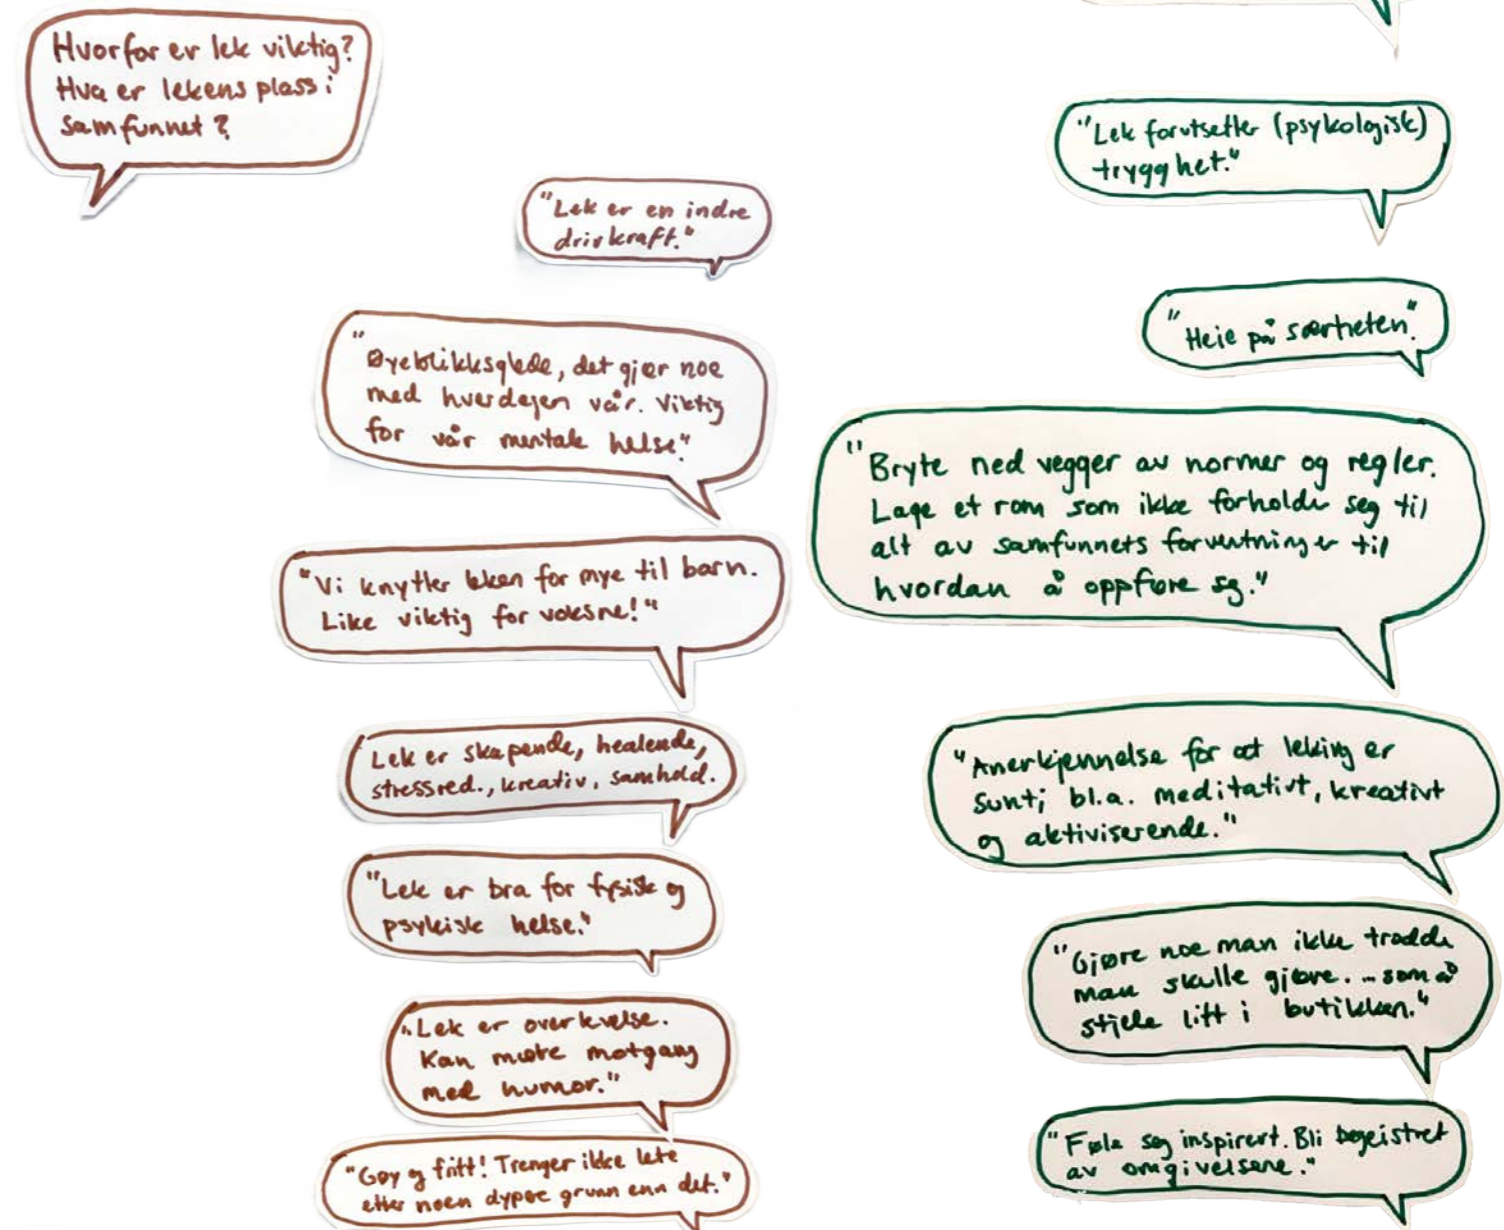 Hvorfor er lek viktig?
Hva er lekens plass i
samfunnet?
"Lek er en indre
drivkraft."
"Øyeblikksglede, det gjør noe
med hverdagen vår. Viktig
for vår mentale helse."
"Vi knytter leken for mye til barn.
Like viktig for voksne!"
Lek er skapende, healende,
stressred., kreativ, samhold.
"Lek er bra for fysisk og
psykisk helse."
"Lek er overlevelse.
Kan møte motgang
med humor."
"Gøy og fritt! Trenger ikke lete
etter noen dypere grunn enn det."
"Lek forutsetter (psykologisk)
trygghet."
"Heie på særheten".
"Bryte ned vegger av normer og regler.
Lage et rom som ikke forholder seg til
alt av samfunnets forventninger til
hvordan å oppføre seg."
"Anerkjennelse for at leking er
sunt; bl.a. meditativt, kreativt
og aktiviserende."
"Gjøre noe man ikke trodde
man skulle gjøre. ... som å
stjele litt i butikken."
"Føle seg inspirert. Bli begeistret
av omgivelsene."